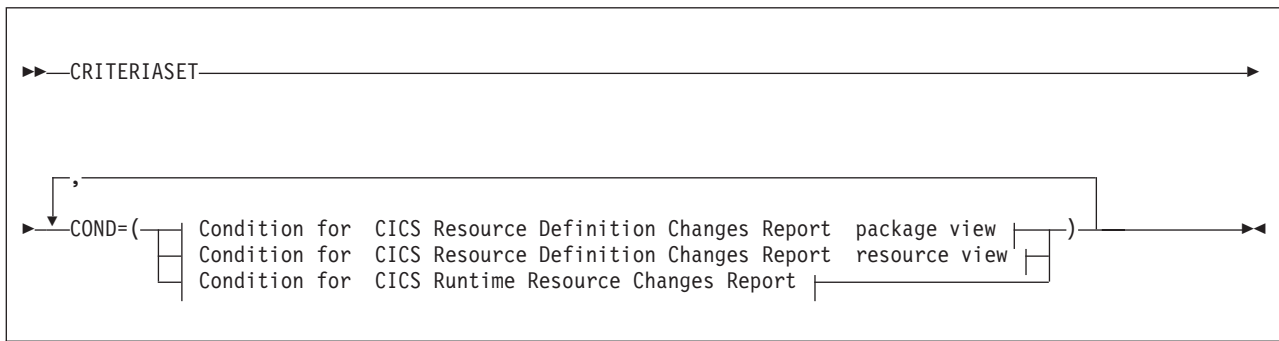 CRITERIASET
,
COND=( Condition for CICS Resource Definition Changes Report package view )
Condition for CICS Resource Definition Changes Report resource view
Condition for CICS Runtime Resource Changes Report